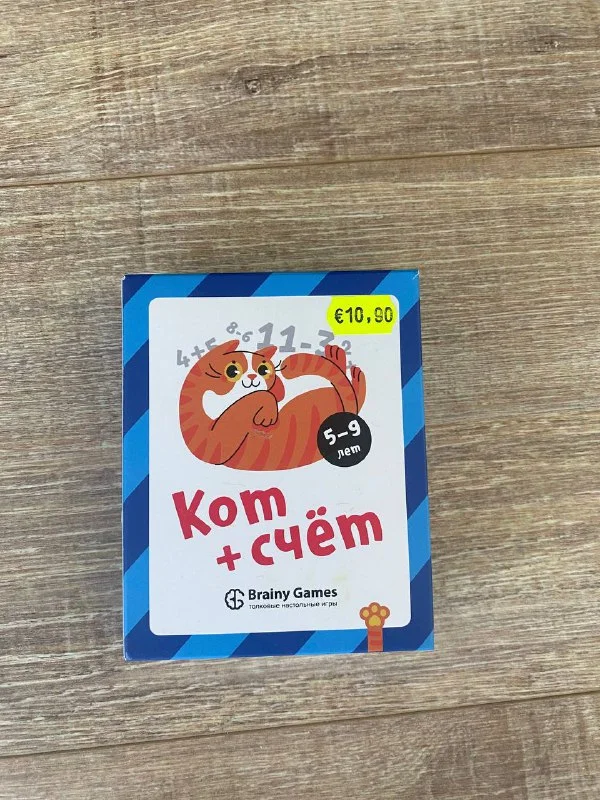 €10,90
4+5 8-6 11-3
5–9
лет
Кот
+ счёт
Brainy Games
толковые настольные игры